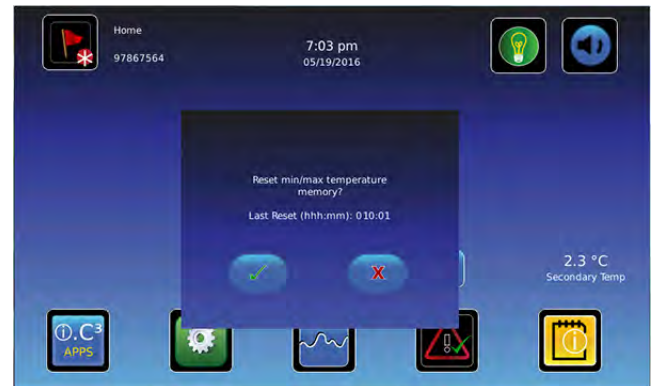 Home
97867564
7:03 pm
05/19/2016
Reset min/max temperature
memory?
Last Reset (hhh:mm): 010:01
X
2.3 °C
Secondary Temp
i.C³
APPS